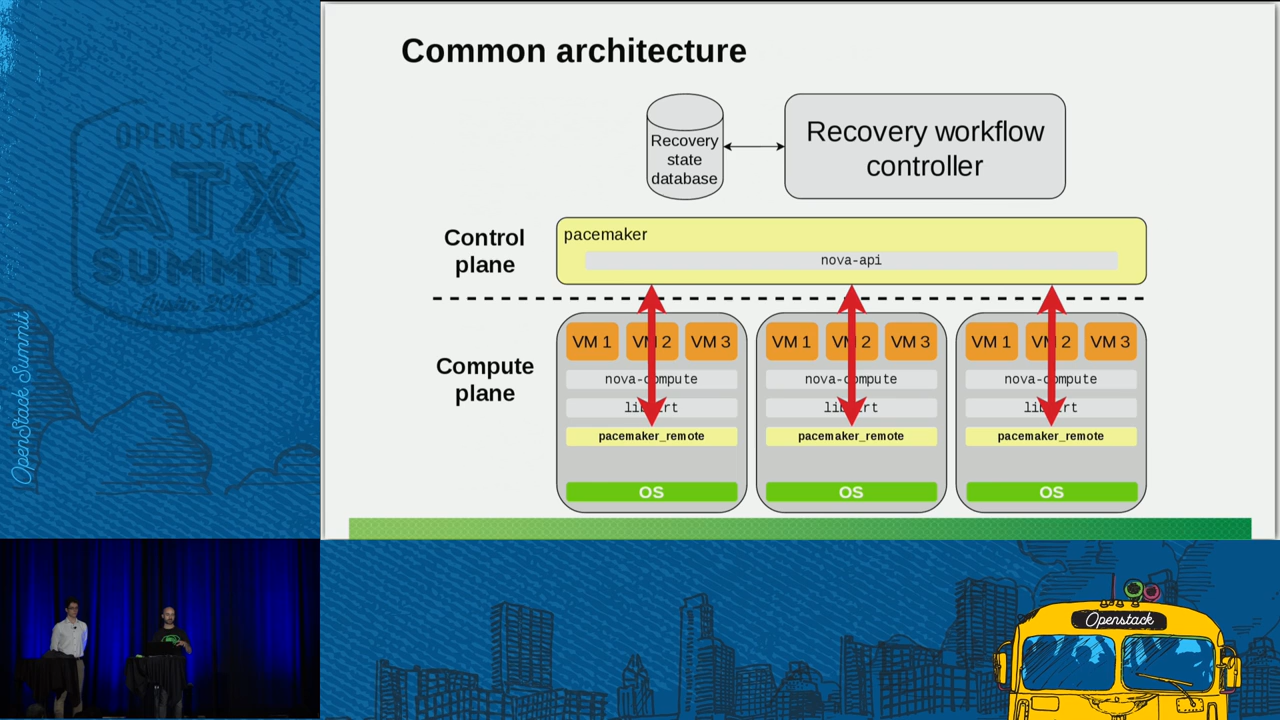 Common architecture
Recovery
state
database
Recovery workflow
controller
Control
plane
pacemaker
nova-api
Compute
plane
VM 1
VM 2
VM 3
VM 1
VM 2
VM 3
VM 1
VM 2
VM 3
nova-compute
nova-compute
nova-compute
libvirt
libvirt
libvirt
pacemaker_remote
pacemaker_remote
pacemaker_remote
OS
OS
OS
OPENSTACK
ATX
SUMMIT
OpenStack Summit
Openstack